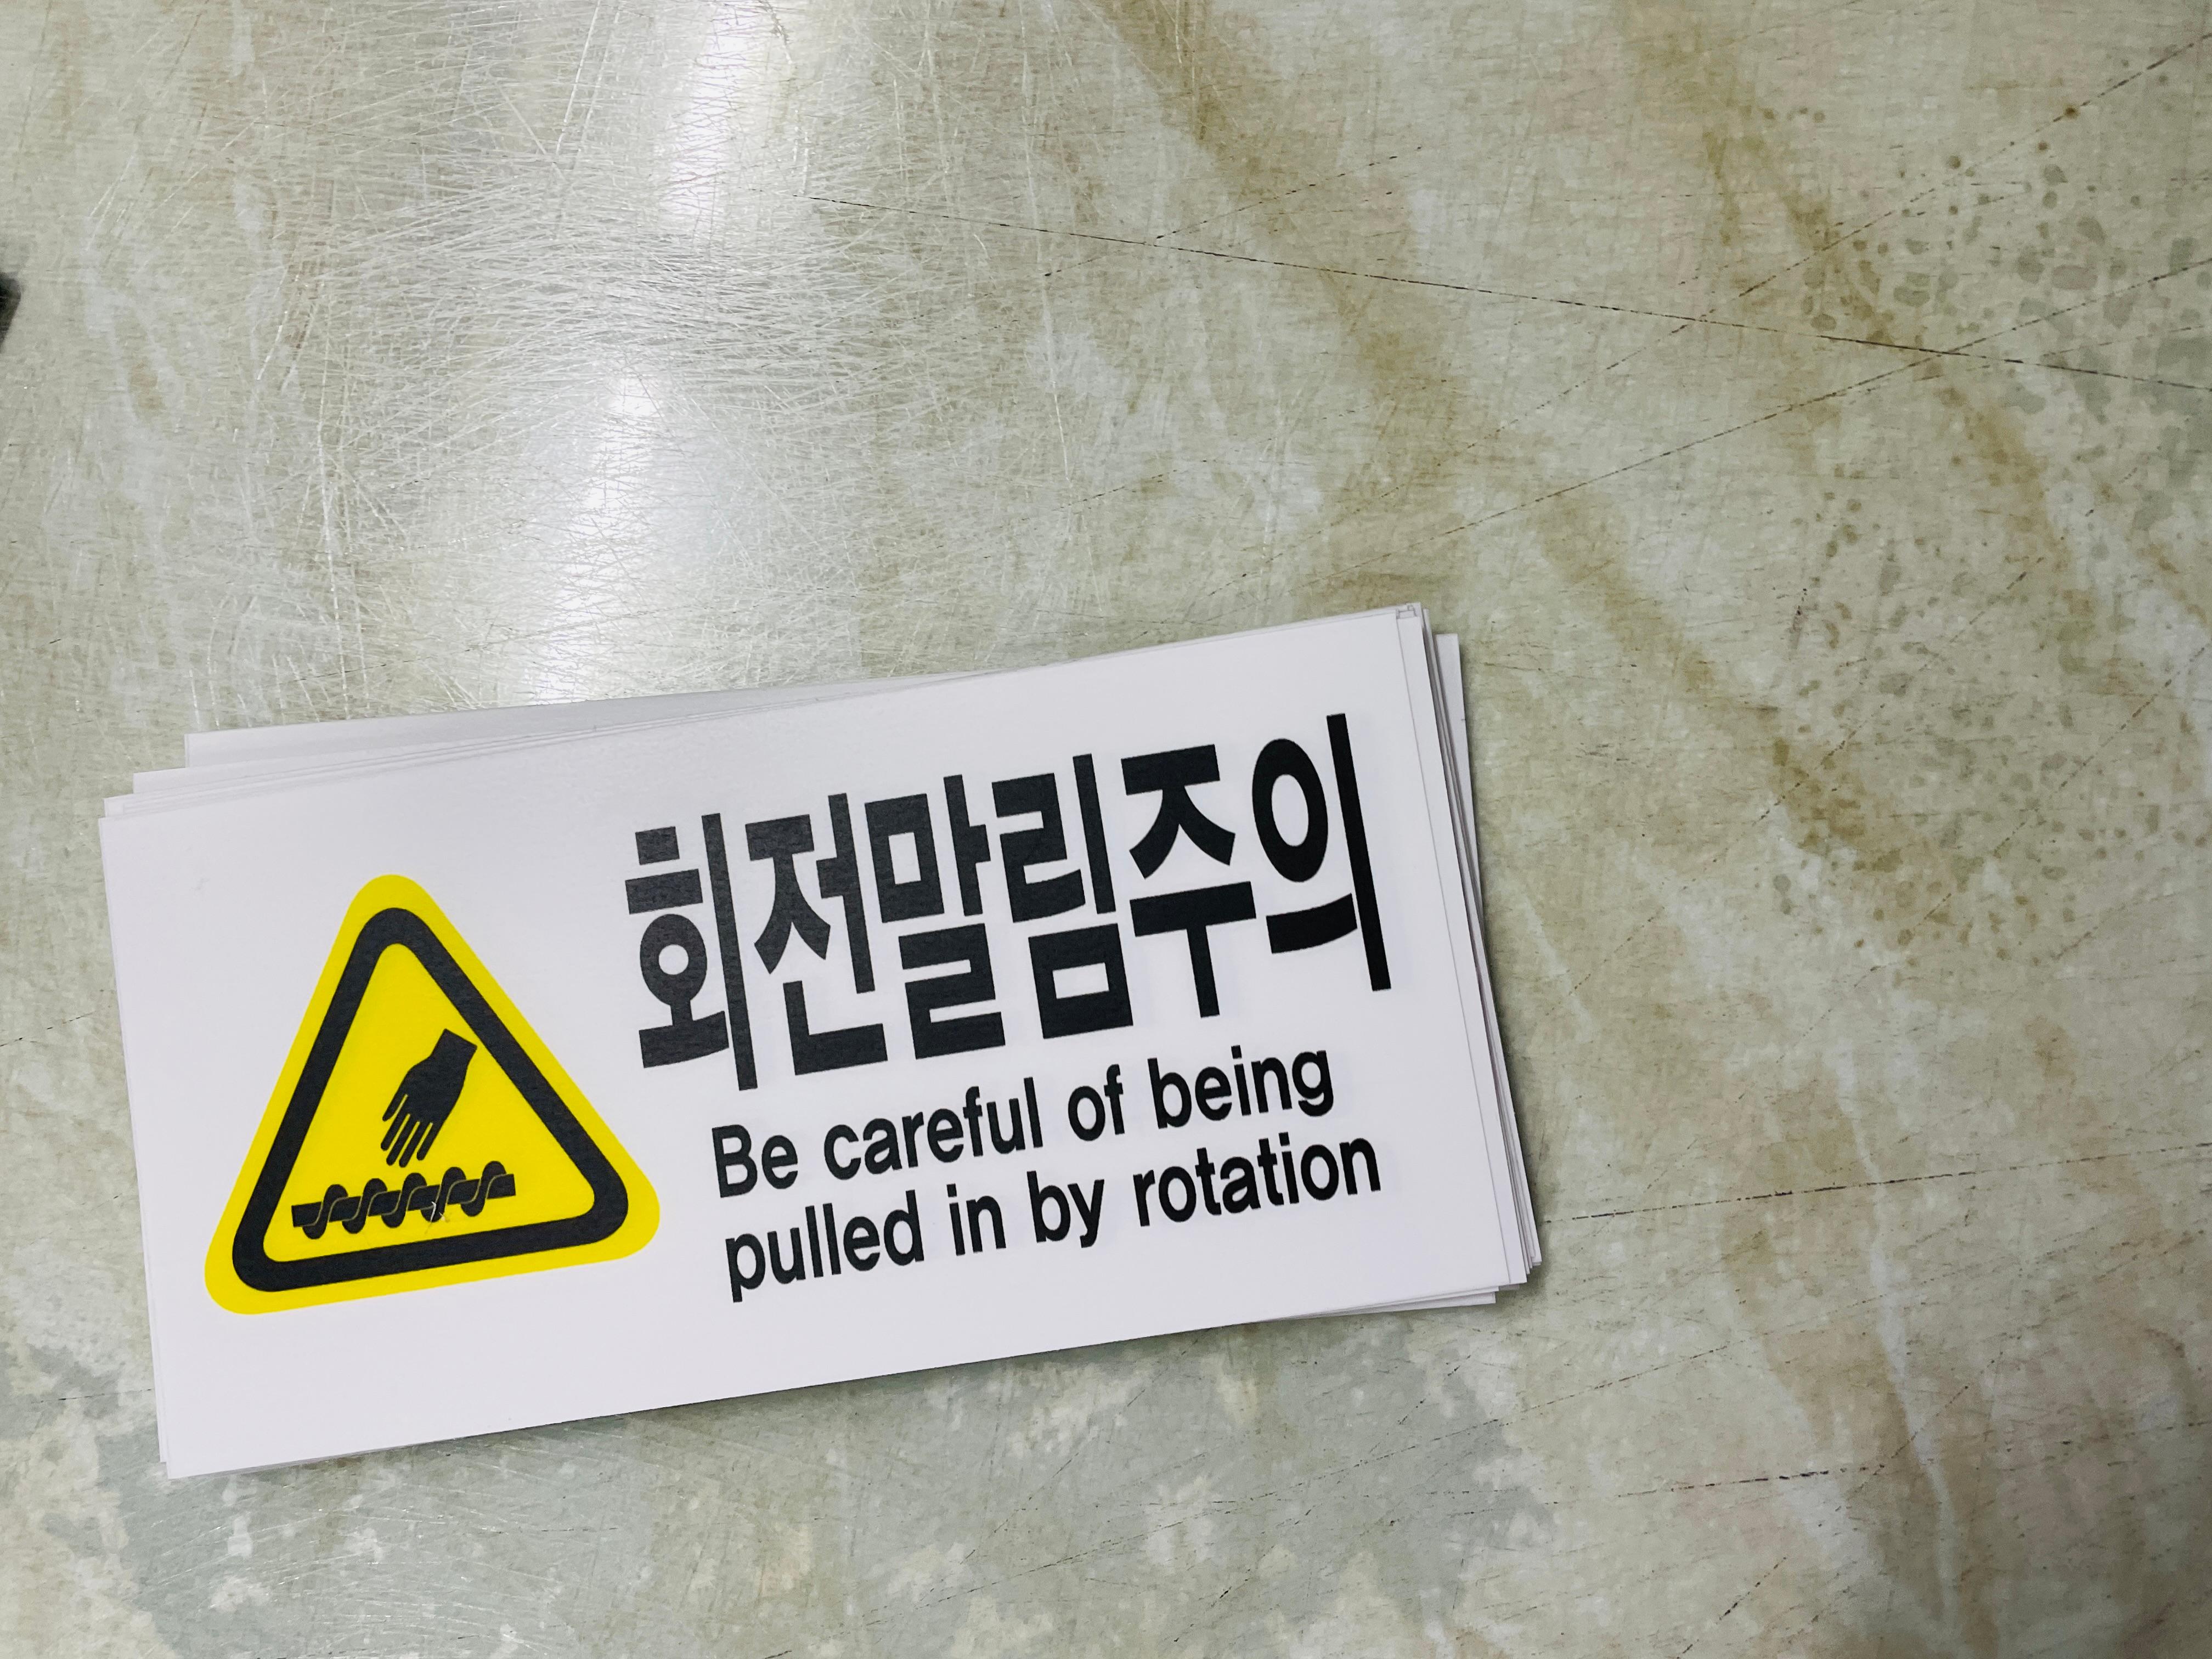 회전말림주의
Be careful of being
pulled in by rotation